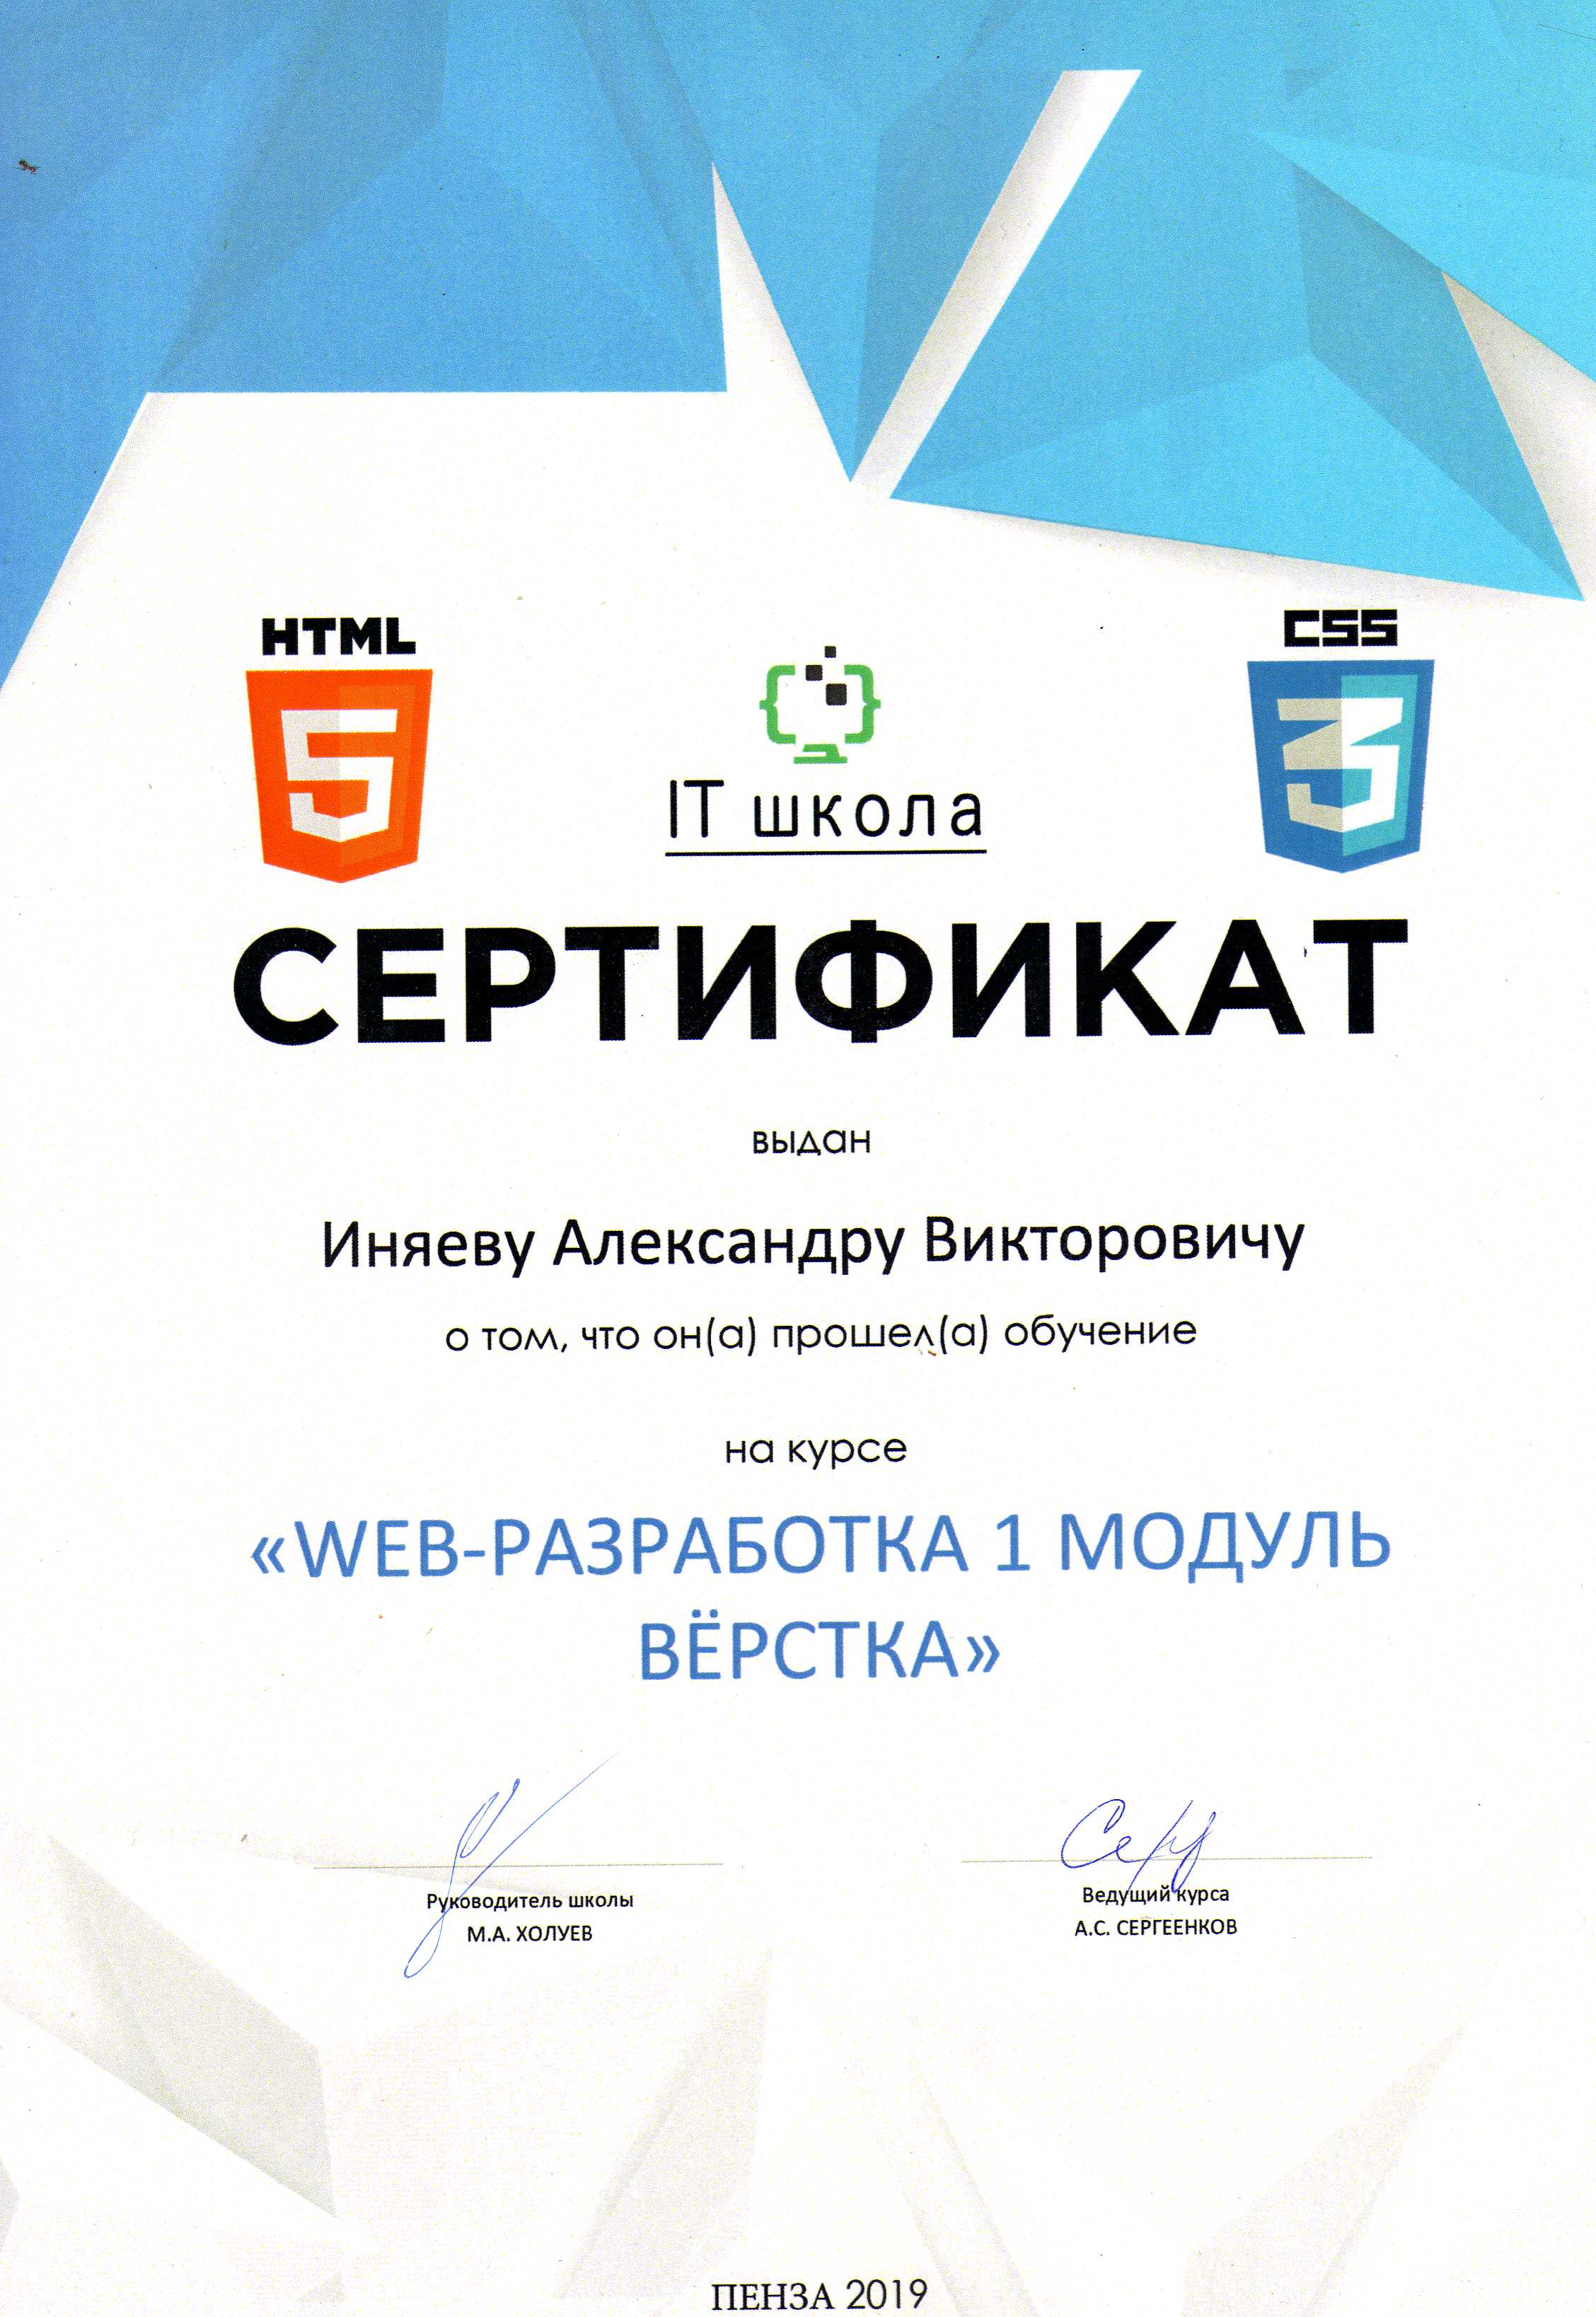 HTML
CSS
5
3
IT школа
СЕРТИФИКАТ
выдан
Иняеву Александру Викторовичу
о том, что он(а) прошел(а) обучение
на курсе
«WEB-РАЗРАБОТКА 1 МОДУЛЬ
ВЁРСТКА»
Руководитель школы
М.А. ХОЛУЕВ
Ведущий курса
А.С. СЕРГЕЕНКОВ
ПЕНЗА 2019